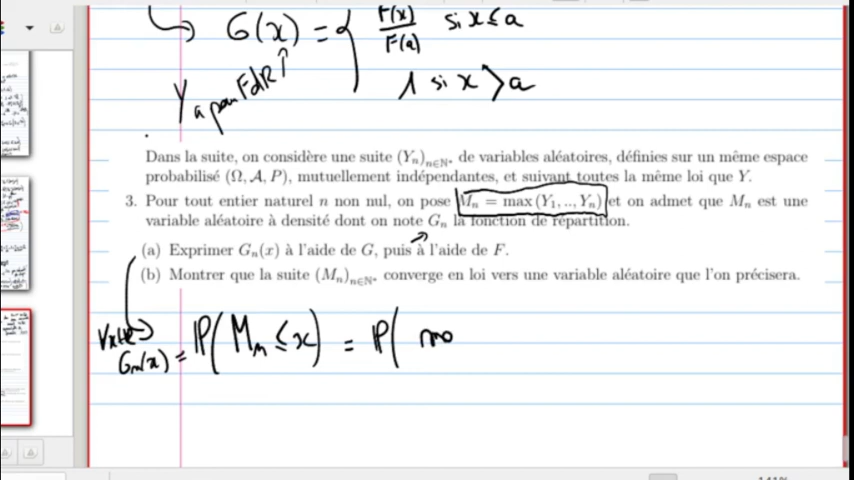 G(x) = { F(x)/F(a) si x ≤ a
1 si x > a
Y a pour FdR ↑
Dans la suite, on considère une suite (Yₙ)ₙ∈ℕ* de variables aléatoires, définies sur un même espace
probabilisé (Ω, 𝒜, P), mutuellement indépendantes, et suivant toutes la même loi que Y.
3. Pour tout entier naturel n non nul, on pose Mₙ = max (Y₁, .., Yₙ) et on admet que Mₙ est une
variable aléatoire à densité dont on note Gₙ la fonction de répartition.
(a) Exprimer Gₙ(x) à l'aide de G, puis à l'aide de F.
(b) Montrer que la suite (Mₙ)ₙ∈ℕ* converge en loi vers une variable aléatoire que l'on précisera.
Gₙ(x) = ℙ(Mₙ ≤ x) = ℙ( mo